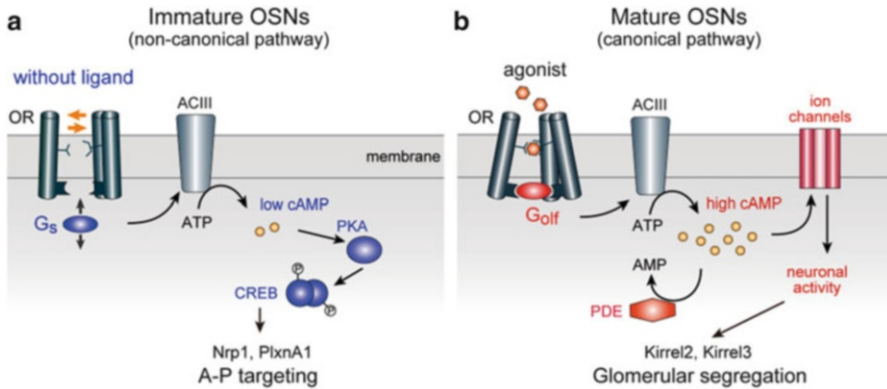 a
Immature OSNs
(non-canonical pathway)
without ligand
OR
ACIII
membrane
Gs
ATP
low cAMP
PKA
P
CREB
P
Nrp1, PlxnA1
A-P targeting
b
Mature OSNs
(canonical pathway)
agonist
OR
ACIII
ion
channels
Golf
ATP
high cAMP
AMP
PDE
neuronal
activity
Kirrel2, Kirrel3
Glomerular segregation